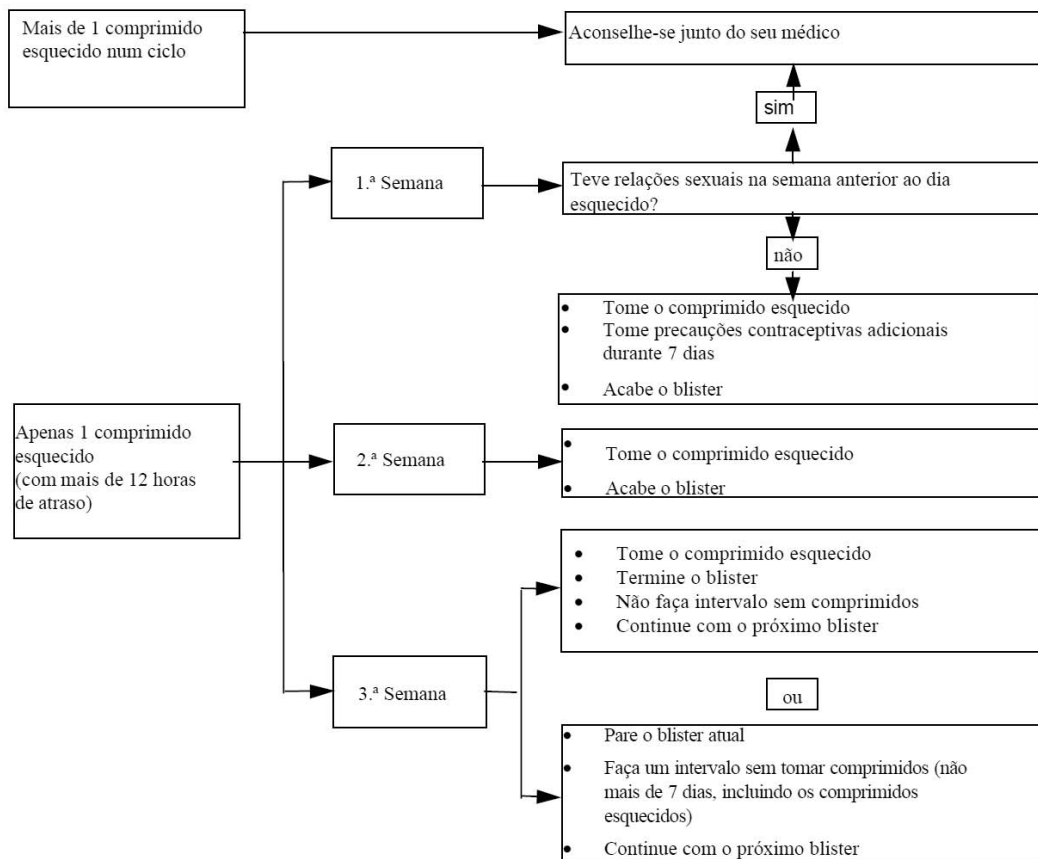 Mais de 1 comprimido
esquecido num ciclo
Aconselhe-se junto do seu médico
sim
1.ª Semana
Teve relações sexuais na semana anterior ao dia
esquecido?
não
• Tome o comprimido esquecido
• Tome precauções contraceptivas adicionais
durante 7 dias
• Acabe o blister
Apenas 1 comprimido
esquecido
(com mais de 12 horas
de atraso)
2.ª Semana
• Tome o comprimido esquecido
• Acabe o blister
• Tome o comprimido esquecido
• Termine o blister
• Não faça intervalo sem comprimidos
• Continue com o próximo blister
3.ª Semana
ou
• Pare o blister atual
• Faça um intervalo sem tomar comprimidos (não
mais de 7 dias, incluindo os comprimidos
esquecidos)
• Continue com o próximo blister